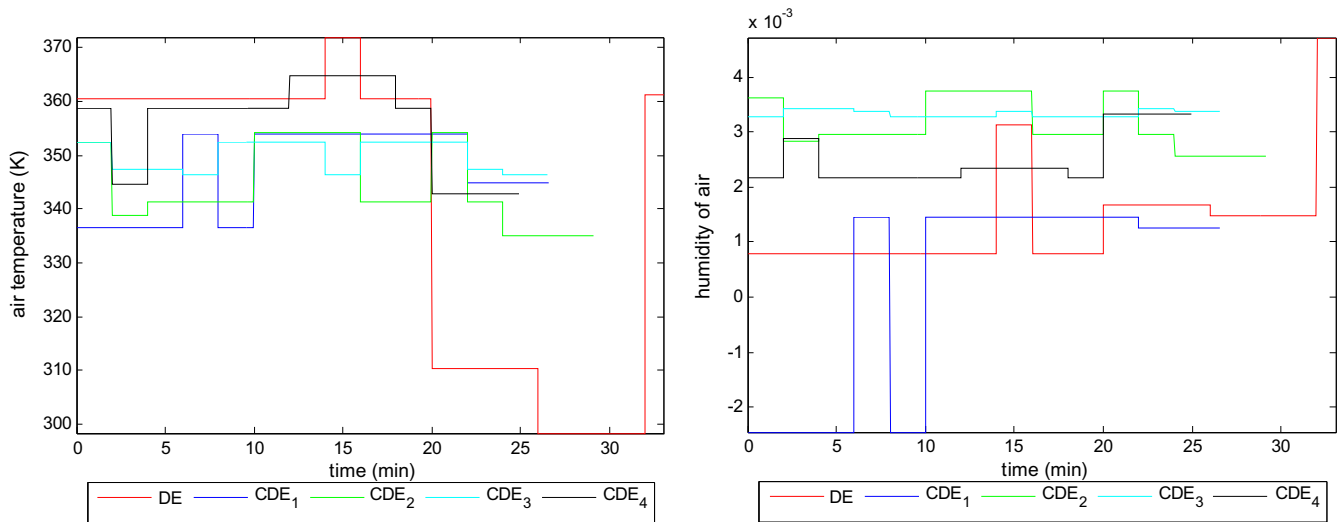 370
360
350
340
330
320
310
300
air temperature (K)
0 5 10 15 20 25 30
time (min)
DE CDE1 CDE2 CDE3 CDE4
x 10-3
4
3
2
1
0
-1
-2
humidity of air
0 5 10 15 20 25 30
time (min)
DE CDE1 CDE2 CDE3 CDE4